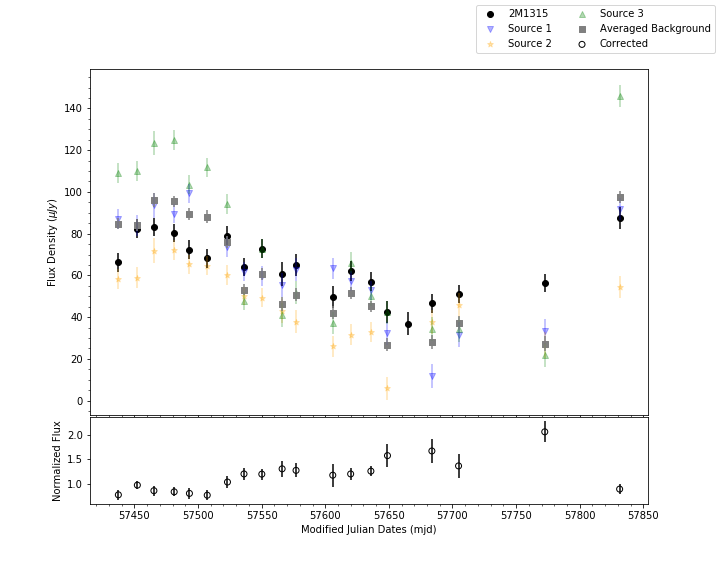 2M1315 Source 3
Source 1 Averaged Background
Source 2 Corrected
140
120
100
80
60
40
20
0
Flux Density (μJy)
2.0
1.5
1.0
Normalized Flux
57450 57500 57550 57600 57650 57700 57750 57800 57850
Modified Julian Dates (mjd)